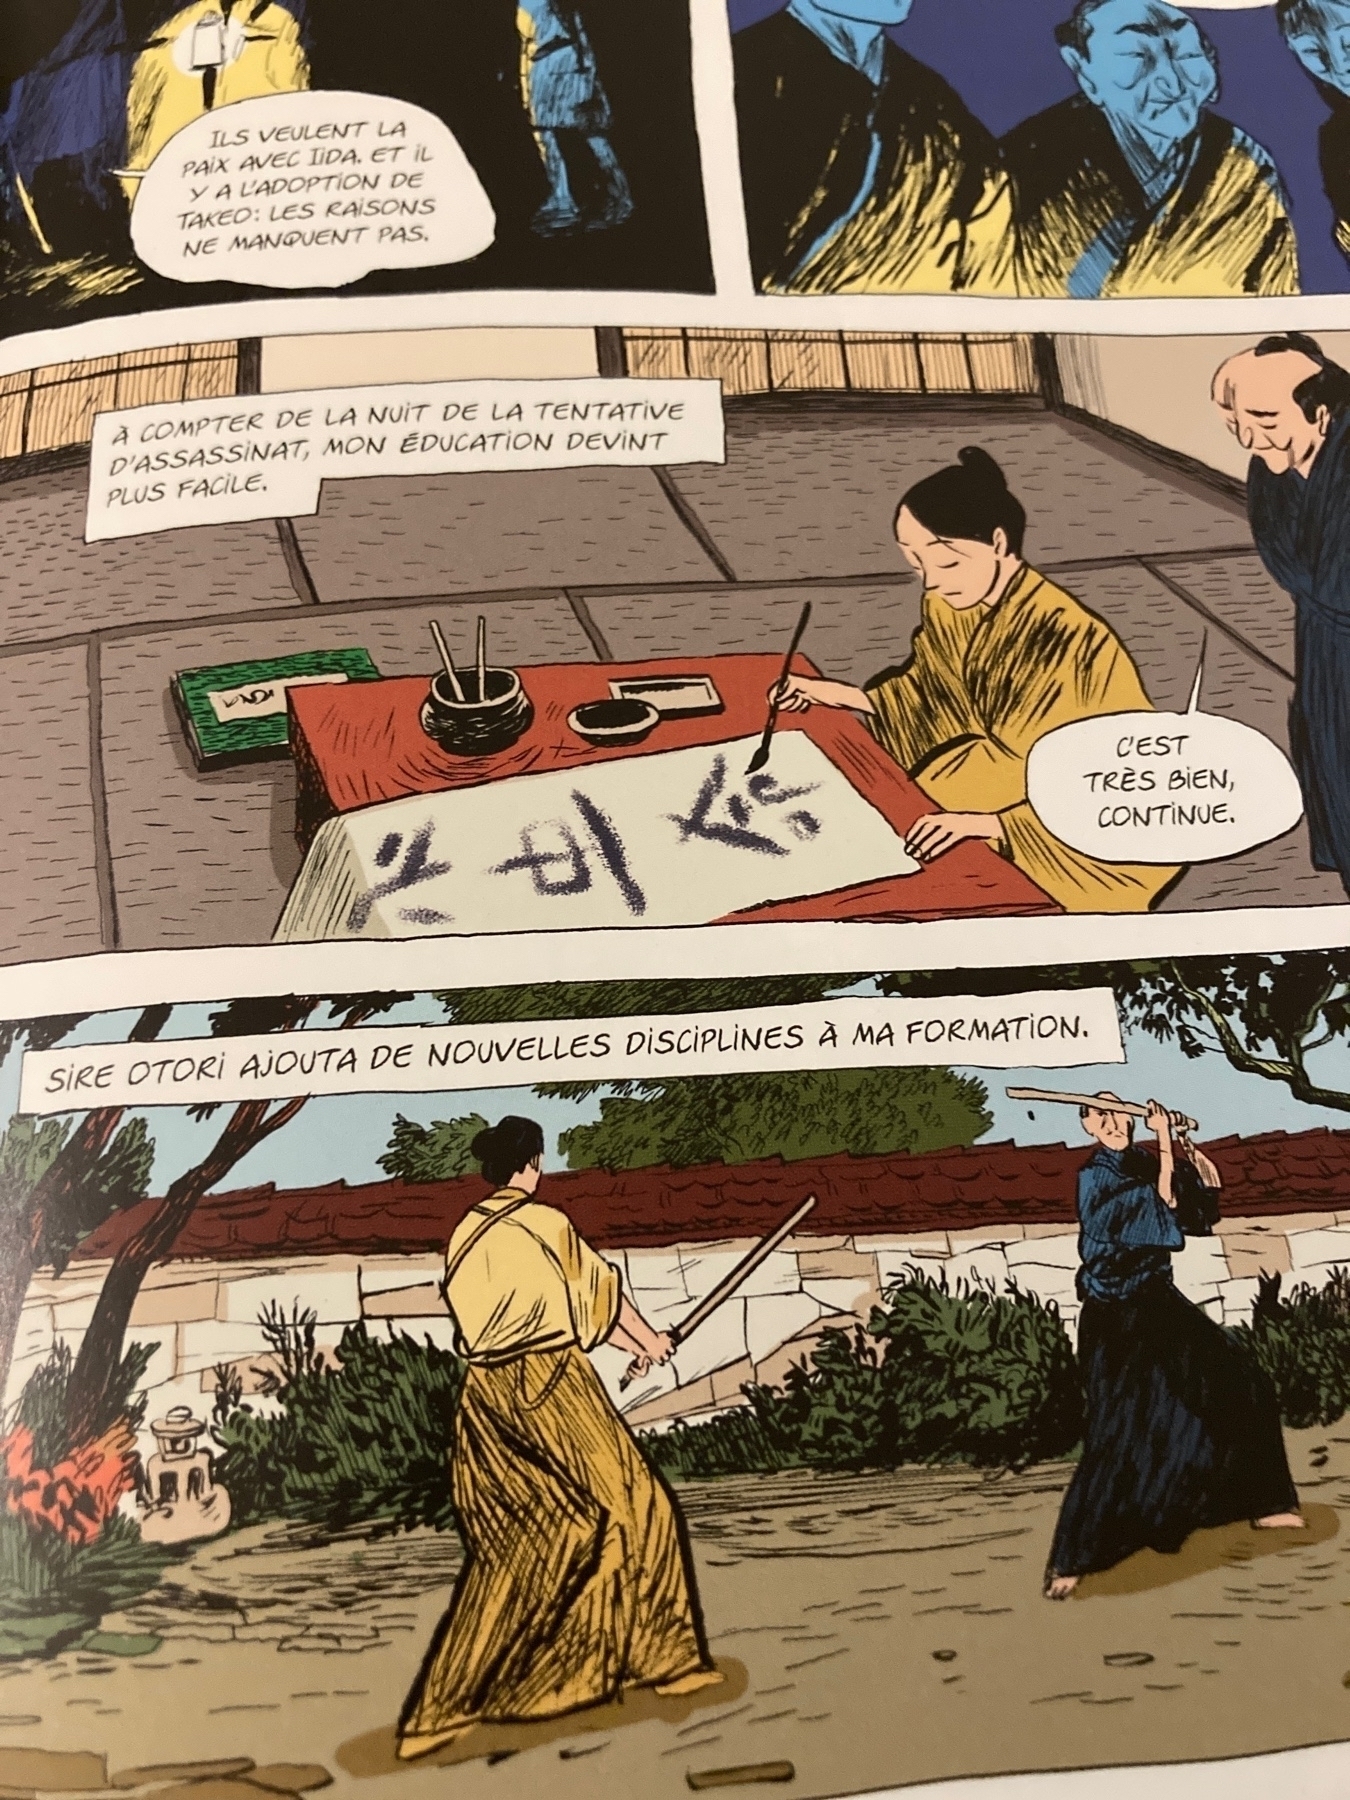 ILS VEULENT LA
PAIX AVEC IIDA. ET IL
Y A L'ADOPTION DE
TAKEO: LES RAISONS
NE MANQUENT PAS.
À COMPTER DE LA NUIT DE LA TENTATIVE
D'ASSASSINAT, MON ÉDUCATION DEVINT
PLUS FACILE.
C'EST
TRÈS BIEN,
CONTINUE.
SIRE OTORI AJOUTA DE NOUVELLES DISCIPLINES À MA FORMATION.